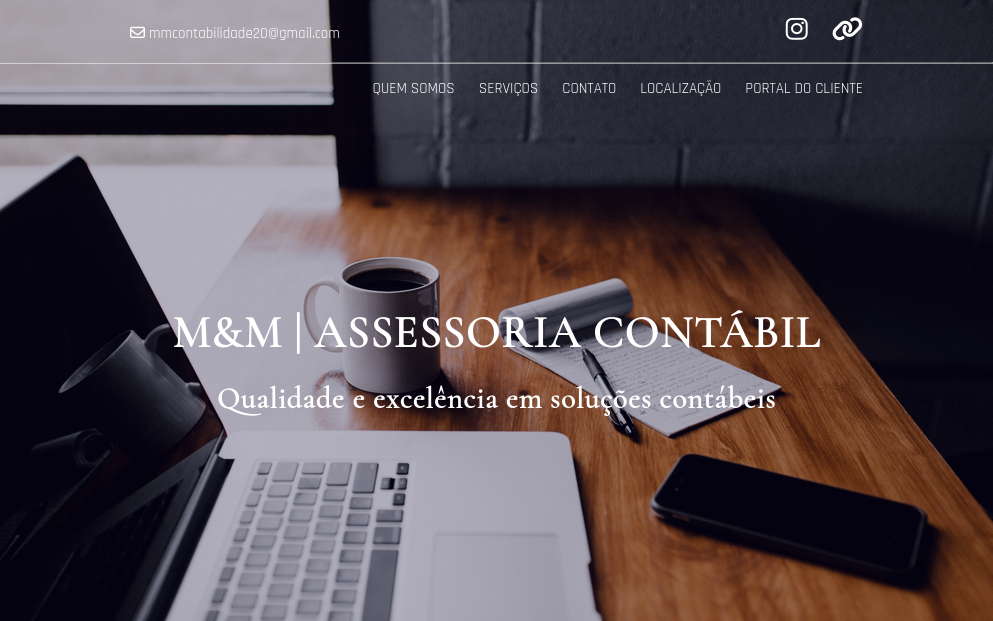 mmcontabilidade20@gmail.com
QUEM SOMOS SERVIÇOS CONTATO LOCALIZAÇÃO PORTAL DO CLIENTE
M&M | ASSESSORIA CONTÁBIL
Qualidade e excelência em soluções contábeis